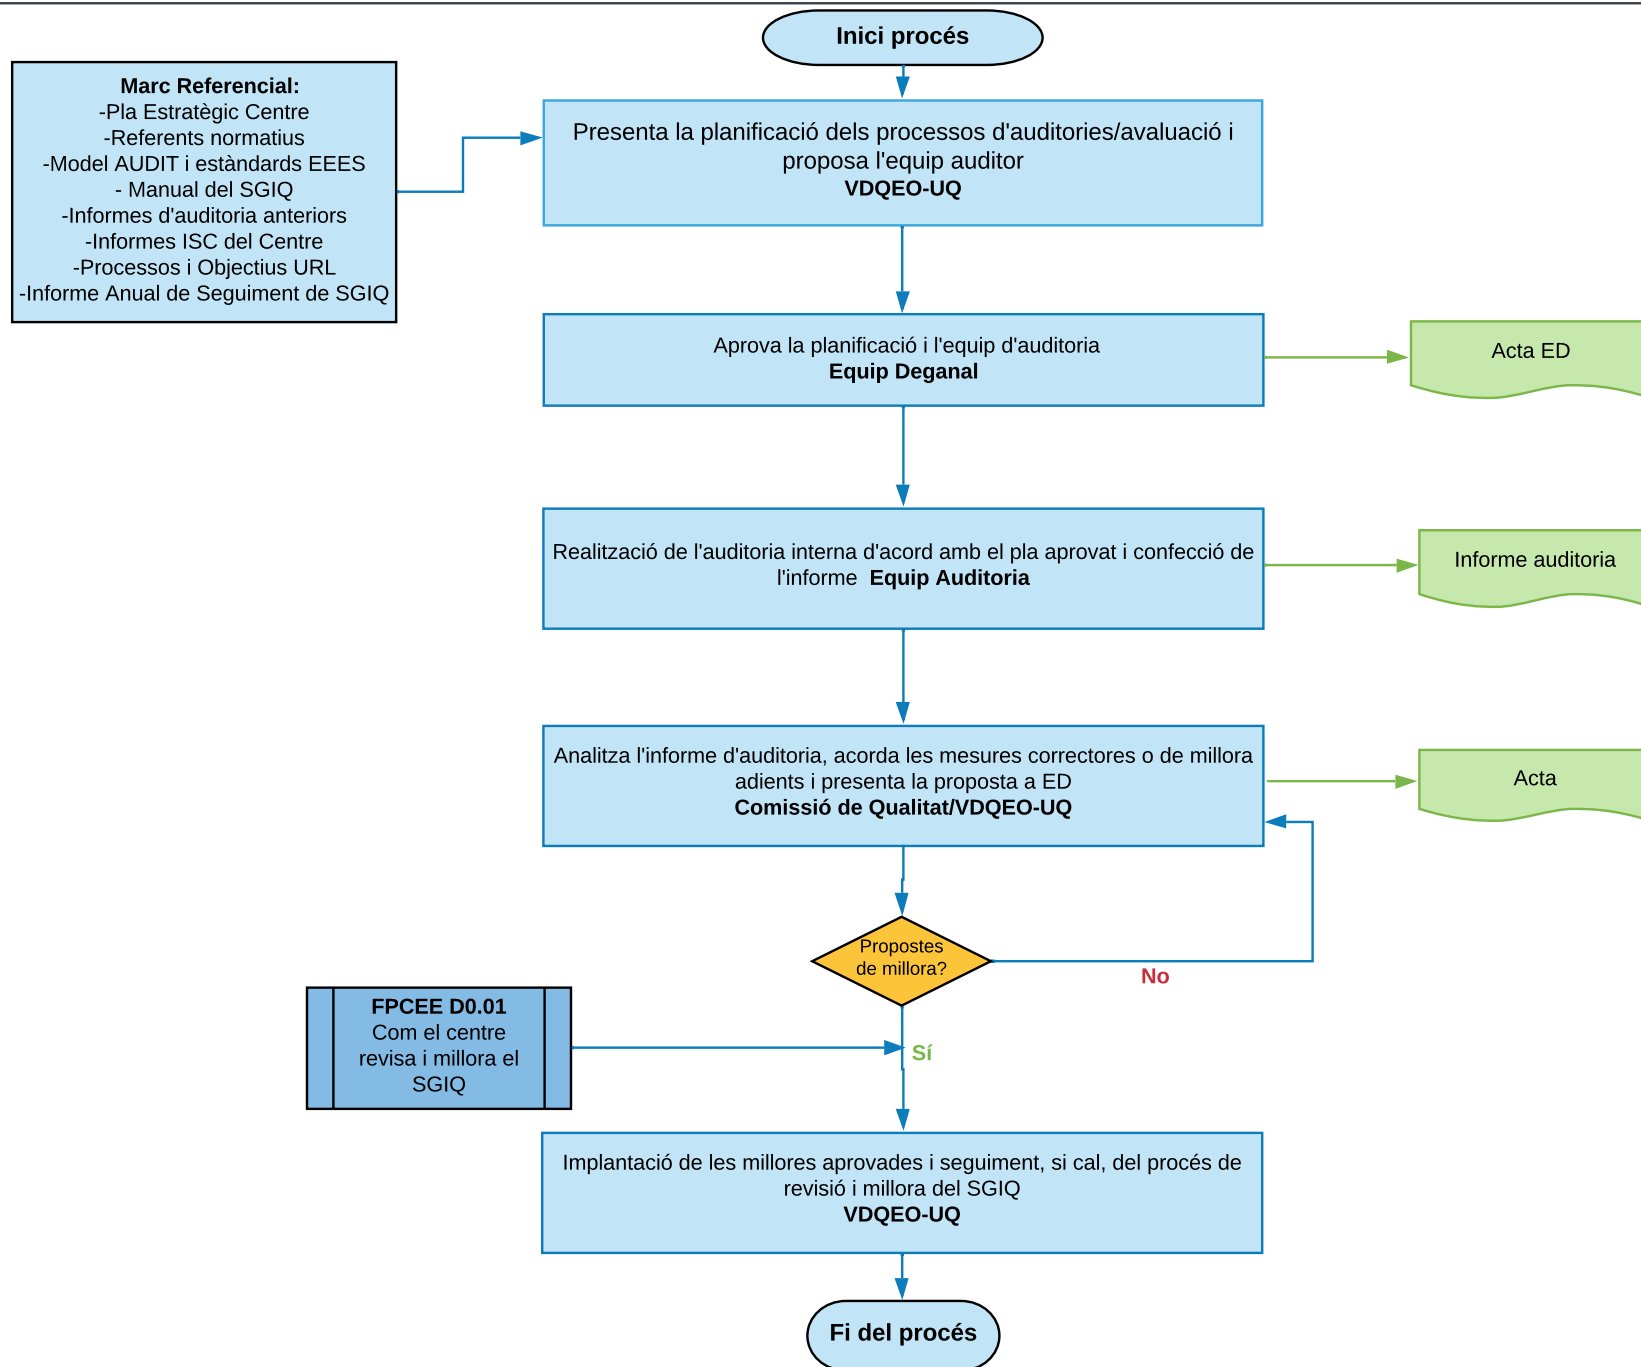 Inici procés
Marc Referencial:
-Pla Estratègic Centre
-Referents normatius
-Model AUDIT i estàndards EEES
- Manual del SGIQ
-Informes d'auditoria anteriors
-Informes ISC del Centre
-Processos i Objectius URL
-Informe Anual de Seguiment de SGIQ
Presenta la planificació dels processos d'auditories/avaluació i
proposa l'equip auditor
VDQEO-UQ
Aprova la planificació i l'equip d'auditoria
Equip Deganal
Acta ED
Realització de l'auditoria interna d'acord amb el pla aprovat i confecció de
l'informe  Equip Auditoria
Informe auditoria
Analitza l'informe d'auditoria, acorda les mesures correctores o de millora
adients i presenta la proposta a ED
Comissió de Qualitat/VDQEO-UQ
Acta
Propostes
de millora?
No
FPCEE D0.01
Com el centre
revisa i millora el
SGIQ
Sí
Implantació de les millores aprovades i seguiment, si cal, del procés de
revisió i millora del SGIQ
VDQEO-UQ
Fi del procés